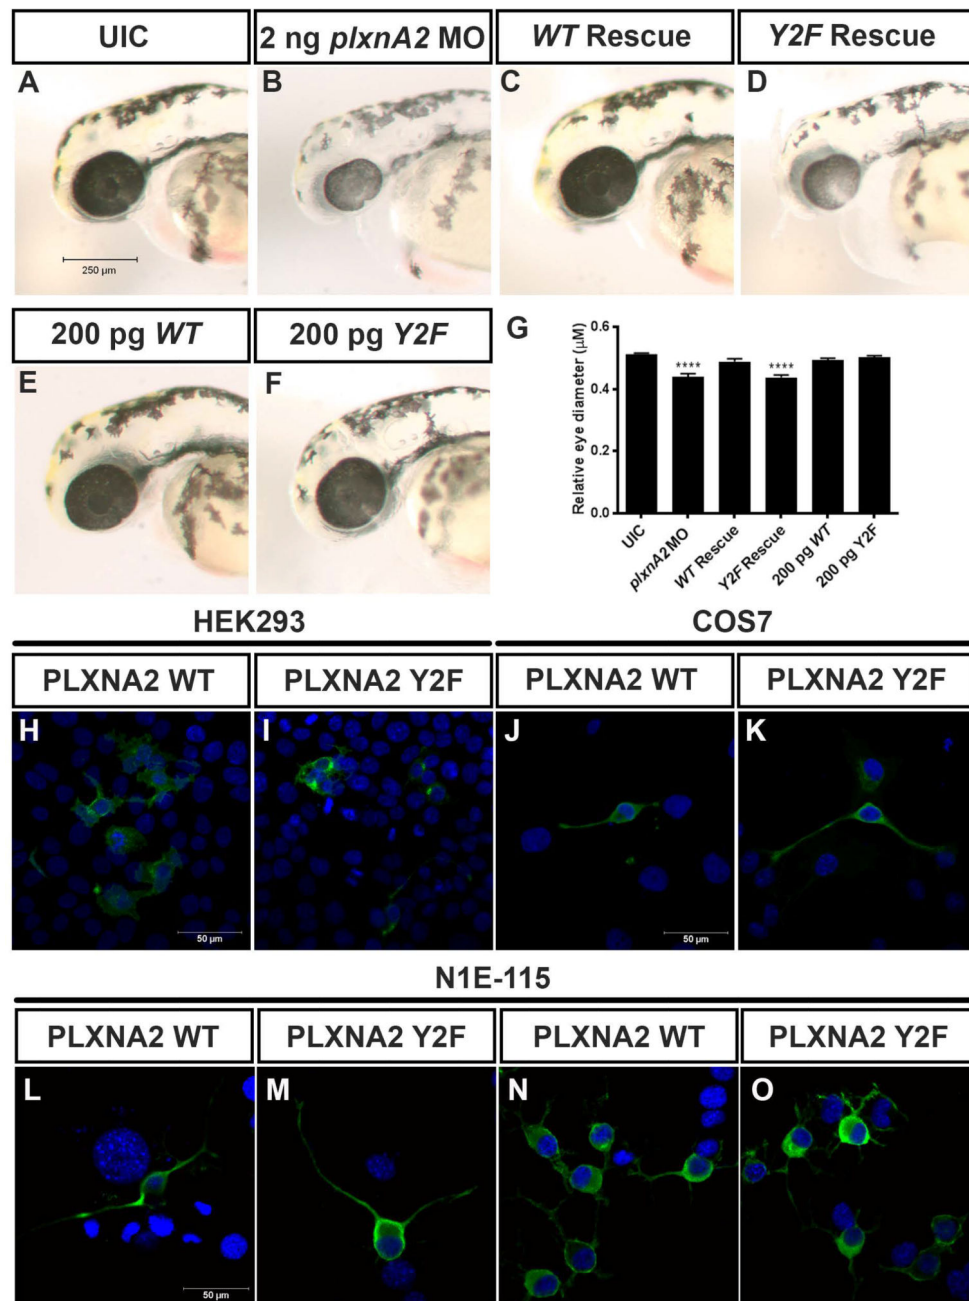 UIC
2 ng plxnA2 MO
WT Rescue
Y2F Rescue
A
B
C
D
250 µm
200 pg WT
200 pg Y2F
E
F
G
Relative eye diameter (µM)
0.6
0.4
0.2
0.0
****
****
UIC
plxnA2 MO
WT Rescue
Y2F Rescue
200 pg WT
200 pg Y2F
HEK293
COS7
PLXNA2 WT
PLXNA2 Y2F
PLXNA2 WT
PLXNA2 Y2F
H
I
J
K
50 µm
50 µm
N1E-115
PLXNA2 WT
PLXNA2 Y2F
PLXNA2 WT
PLXNA2 Y2F
L
M
N
O
50 µm